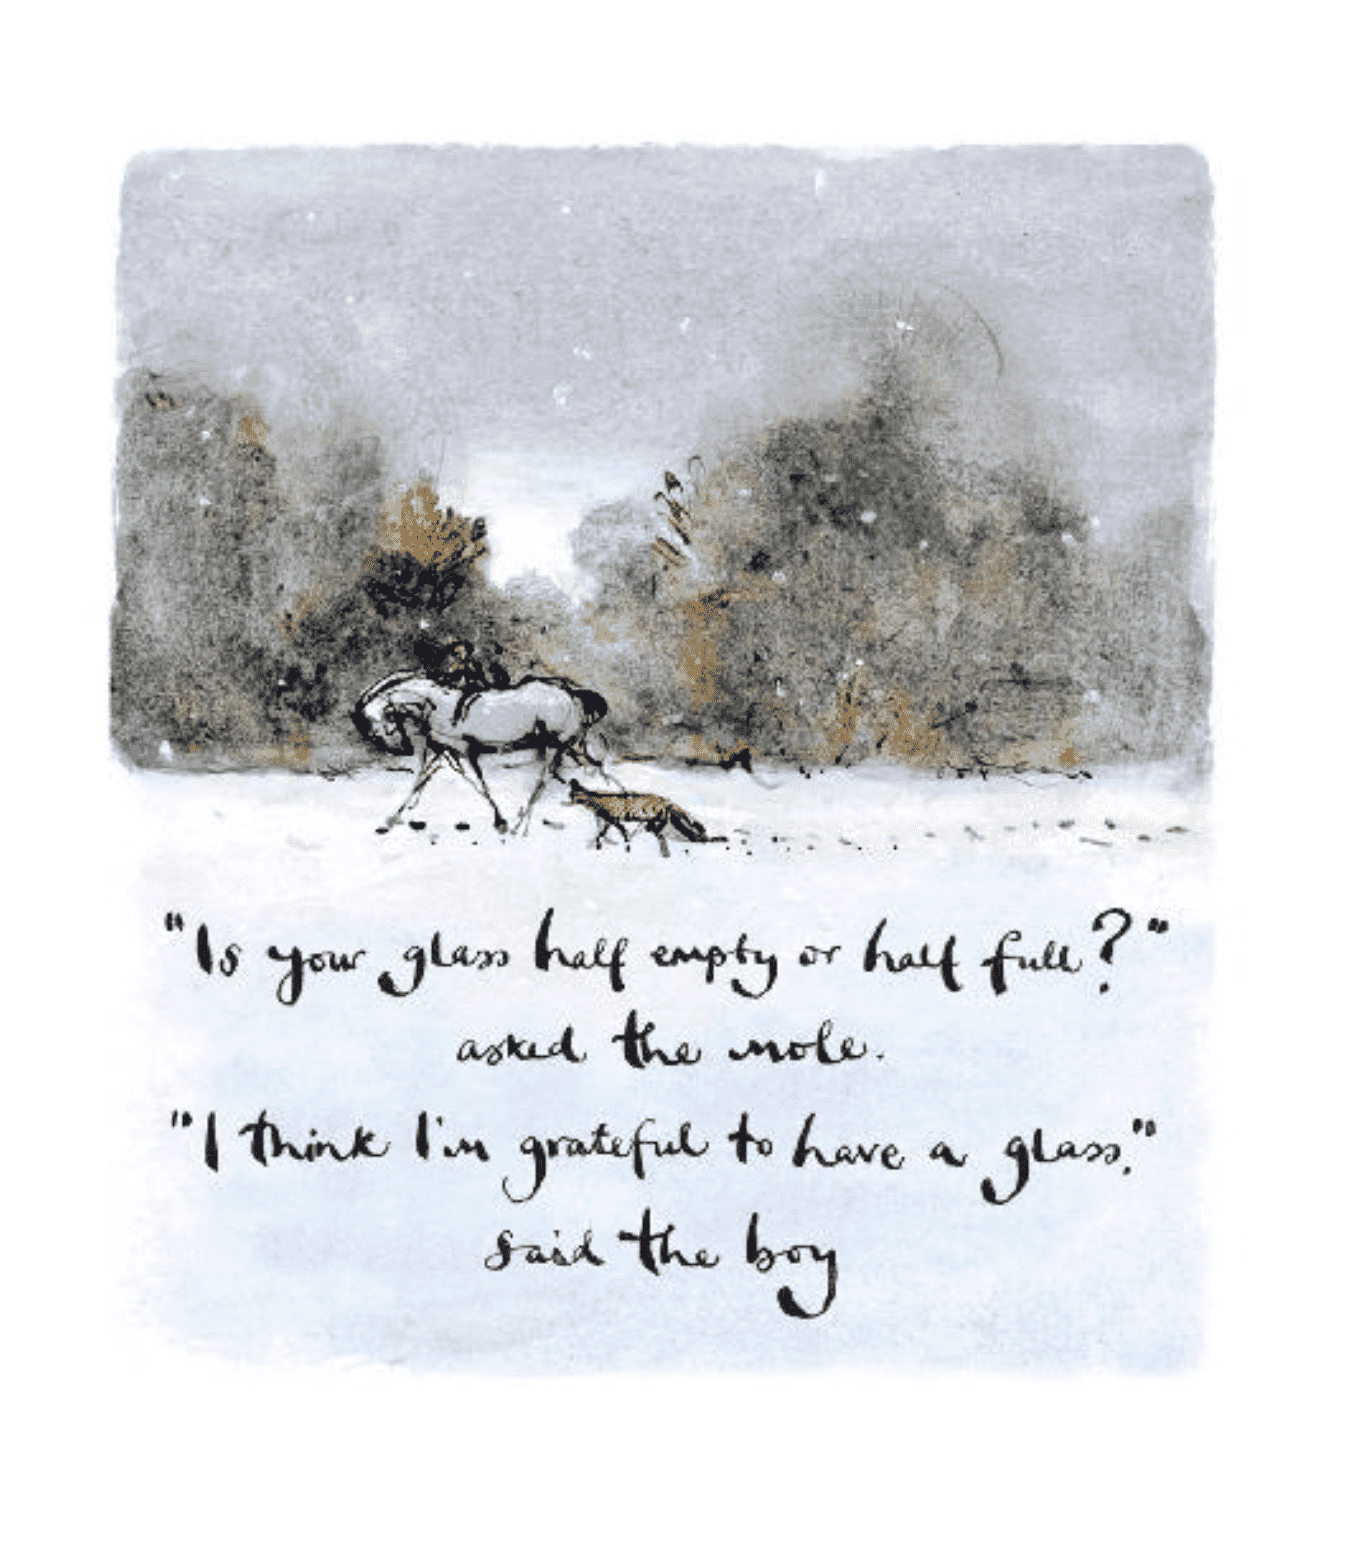 "Is your glass half empty or half full?"
asked the mole.
"I think I'm grateful to have a glass."
said the boy